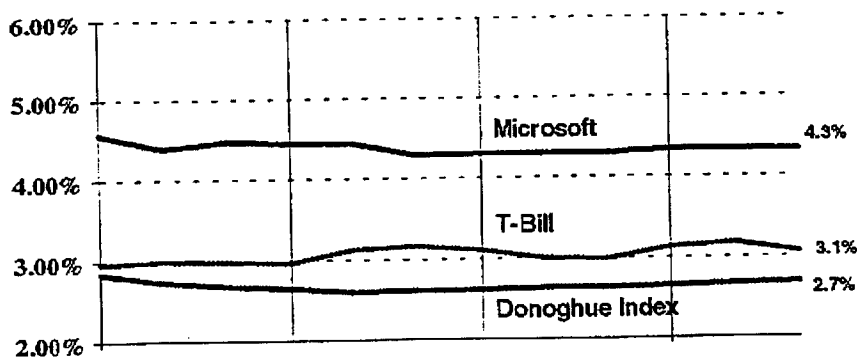 6.00%
5.00%
Microsoft
4.3%
4.00%
T-Bill
3.1%
3.00%
2.7%
Donoghue Index
2.00%